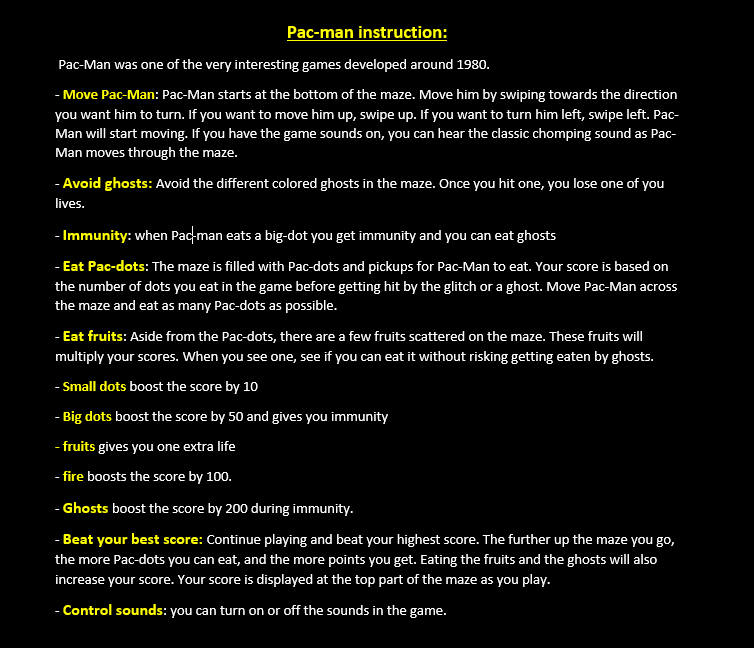 Pac-man instruction:
Pac-Man was one of the very interesting games developed around 1980.
- Move Pac-Man: Pac-Man starts at the bottom of the maze. Move him by swiping towards the direction
you want him to turn. If you want to move him up, swipe up. If you want to turn him left, swipe left. Pac-
Man will start moving. If you have the game sounds on, you can hear the classic chomping sound as Pac-
Man moves through the maze.
- Avoid ghosts: Avoid the different colored ghosts in the maze. Once you hit one, you lose one of you
lives.
- Immunity: when Pac-man eats a big-dot you get immunity and you can eat ghosts
- Eat Pac-dots: The maze is filled with Pac-dots and pickups for Pac-Man to eat. Your score is based on
the number of dots you eat in the game before getting hit by the glitch or a ghost. Move Pac-Man across
the maze and eat as many Pac-dots as possible.
- Eat fruits: Aside from the Pac-dots, there are a few fruits scattered on the maze. These fruits will
multiply your scores. When you see one, see if you can eat it without risking getting eaten by ghosts.
- Small dots boost the score by 10
- Big dots boost the score by 50 and gives you immunity
- fruits gives you one extra life
- fire boosts the score by 100.
- Ghosts boost the score by 200 during immunity.
- Beat your best score: Continue playing and beat your highest score. The further up the maze you go,
the more Pac-dots you can eat, and the more points you get. Eating the fruits and the ghosts will also
increase your score. Your score is displayed at the top part of the maze as you play.
- Control sounds: you can turn on or off the sounds in the game.